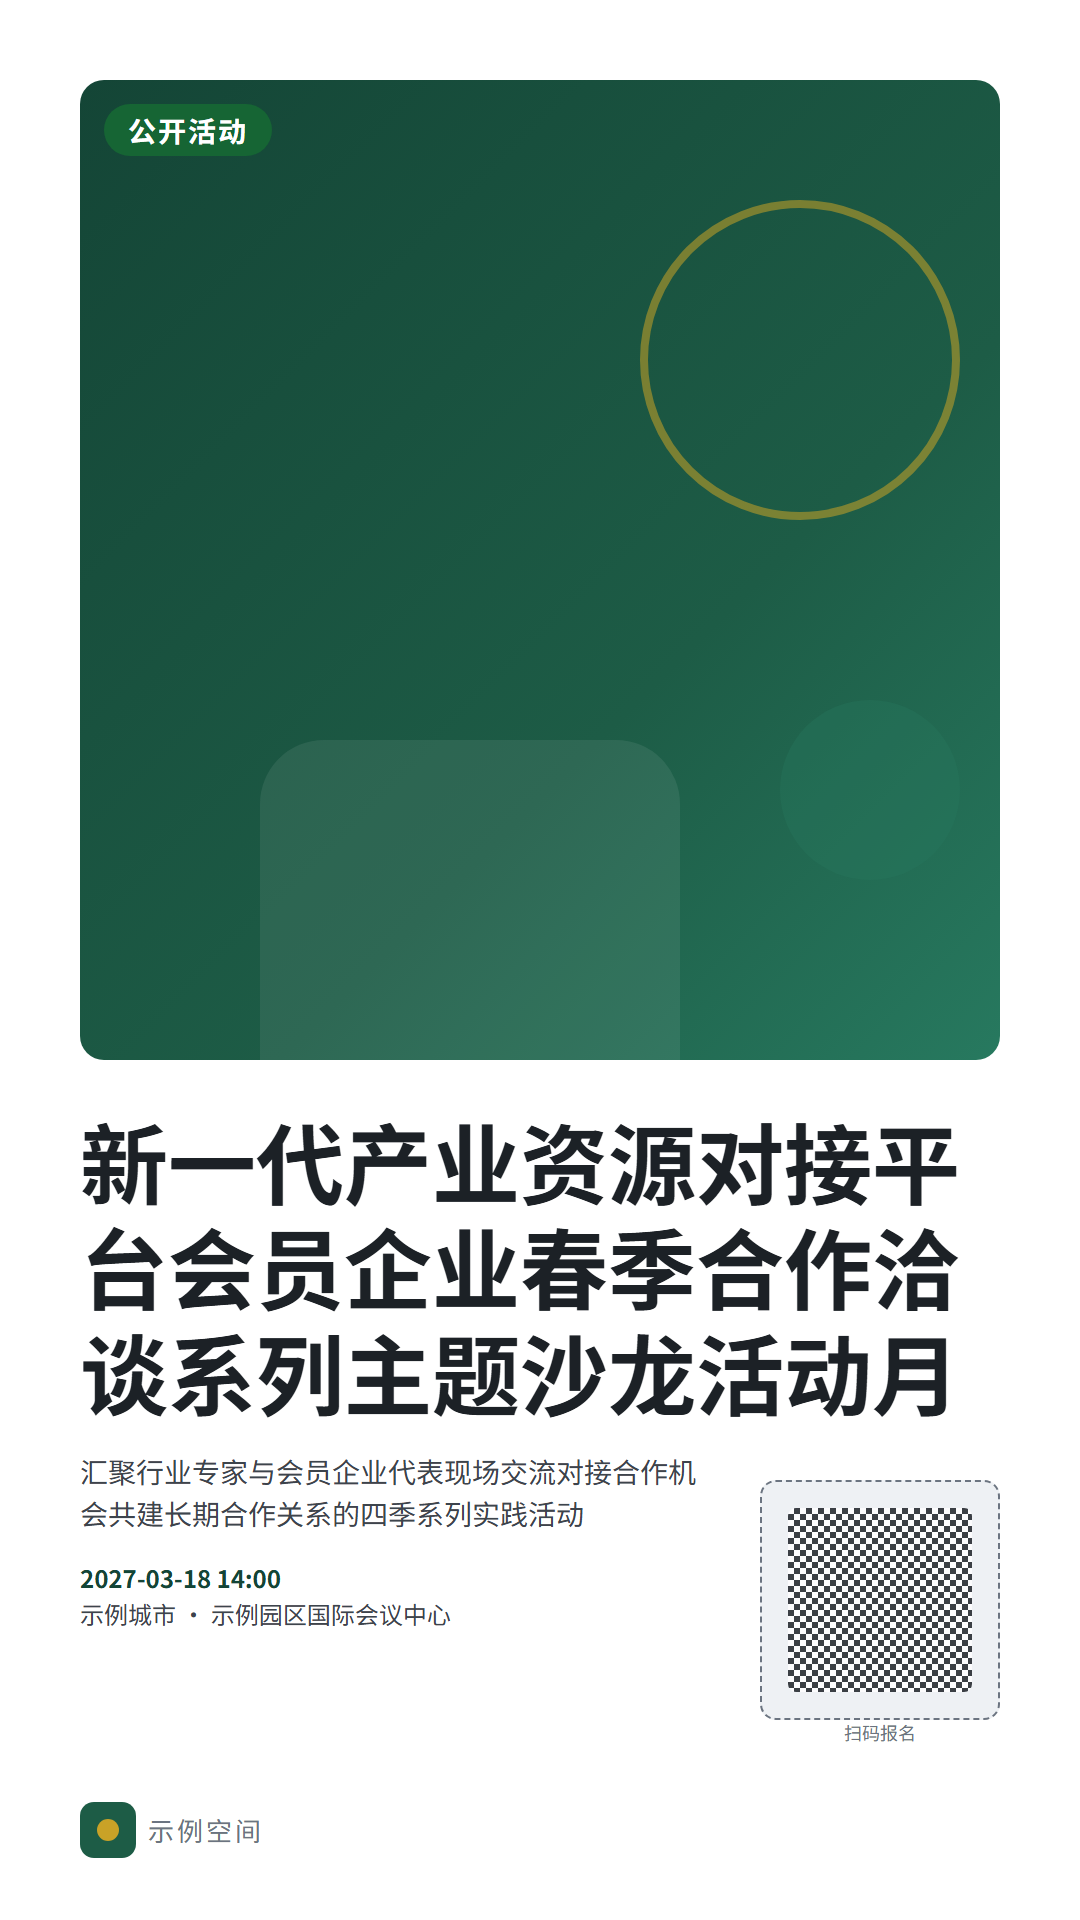 公开活动
新一代产业资源对接平
台会员企业春季合作洽
谈系列主题沙龙活动月
汇聚行业专家与会员企业代表现场交流对接合作机
会共建长期合作关系的四季系列实践活动
2027-03-18 14:00
示例城市 · 示例园区国际会议中心
扫码报名
示例空间